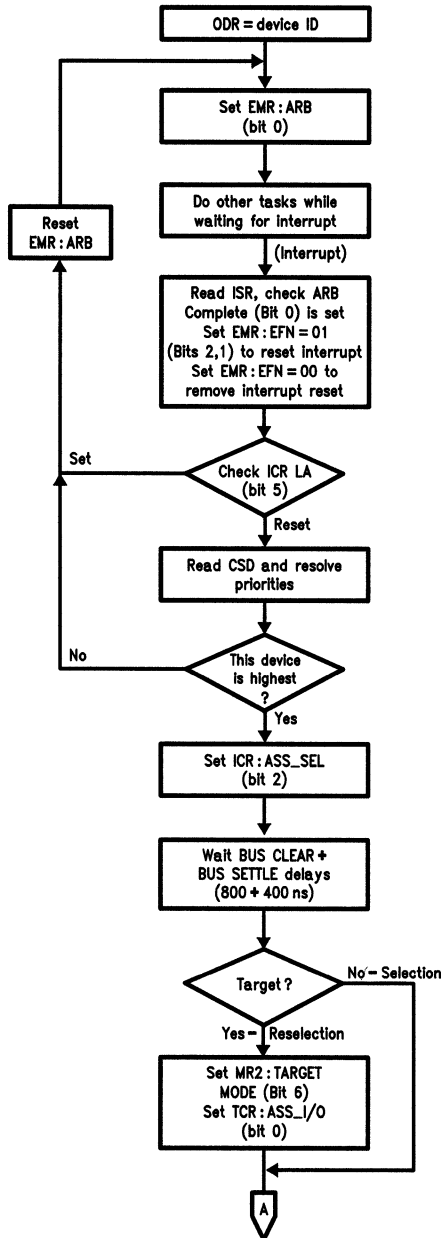 ODR = device ID
Set EMR : ARB
(bit 0)
Do other tasks while
waiting for interrupt
Reset
EMR : ARB
(Interrupt)
Read ISR, check ARB
Complete (Bit 0) is set
Set EMR : EFN = 01
(Bits 2,1) to reset interrupt
Set EMR : EFN = 00 to
remove interrupt reset
Set
Check ICR LA
(bit 5)
Reset
Read CSD and resolve
priorities
No
This device
is highest
?
Yes
Set ICR : ASS_SEL
(bit 2)
Wait BUS CLEAR +
BUS SETTLE delays
(800 + 400 ns)
Target ?
No – Selection
Yes – Reselection
Set MR2 : TARGET
MODE (Bit 6)
Set TCR : ASS_I/O
(bit 0)
A